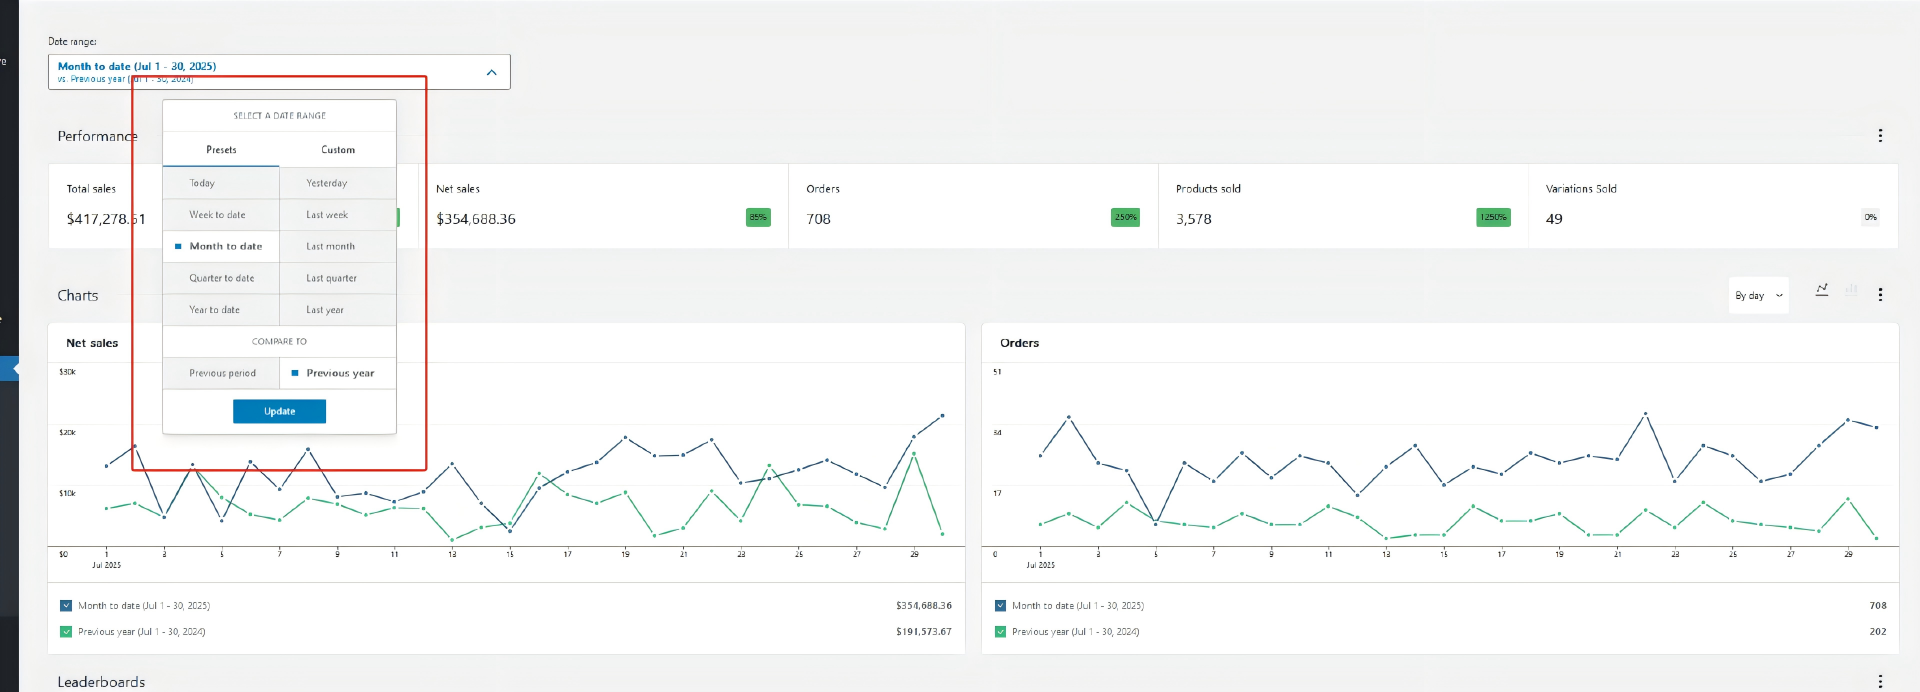 Date range:
Month to date (Jul 1 - 30, 2025)
vs. Previous year (Jul 1 - 30, 2024)
SELECT A DATE RANGE
Presets Custom
Today Yesterday
Week to date Last week
Month to date Last month
Quarter to date Last quarter
Year to date Last year
COMPARE TO
Previous period Previous year
Update
Performance
Total sales
$417,278.61
Net sales
$354,688.36 85%
Orders
708 250%
Products sold
3,578 1250%
Variations Sold
49 0%
Charts
By day
Net sales
$30k
$20k
$10k
$0
1 3 5 7 9 11 13 15 17 19 21 23 25 27 29
Jul 2025
Month to date (Jul 1 - 30, 2025) $354,688.36
Previous year (Jul 1 - 30, 2024) $191,573.67
Orders
51
34
17
0
1 3 5 7 9 11 13 15 17 19 21 23 25 27 29
Jul 2025
Month to date (Jul 1 - 30, 2025) 708
Previous year (Jul 1 - 30, 2024) 202
Leaderboards